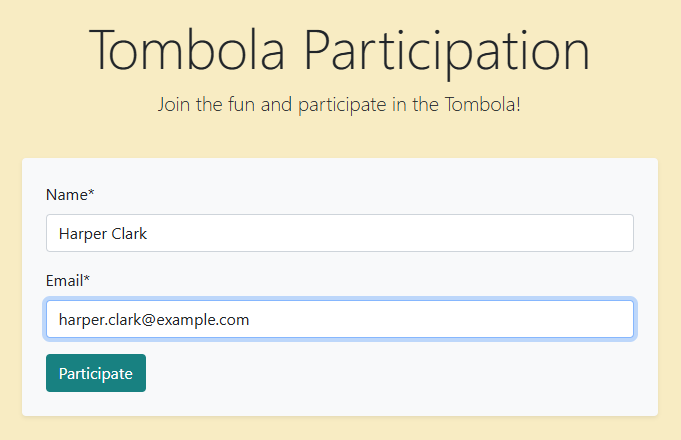 Tombola Participation
Join the fun and participate in the Tombola!
Name*
Harper Clark
Email*
harper.clark@example.com
Participate